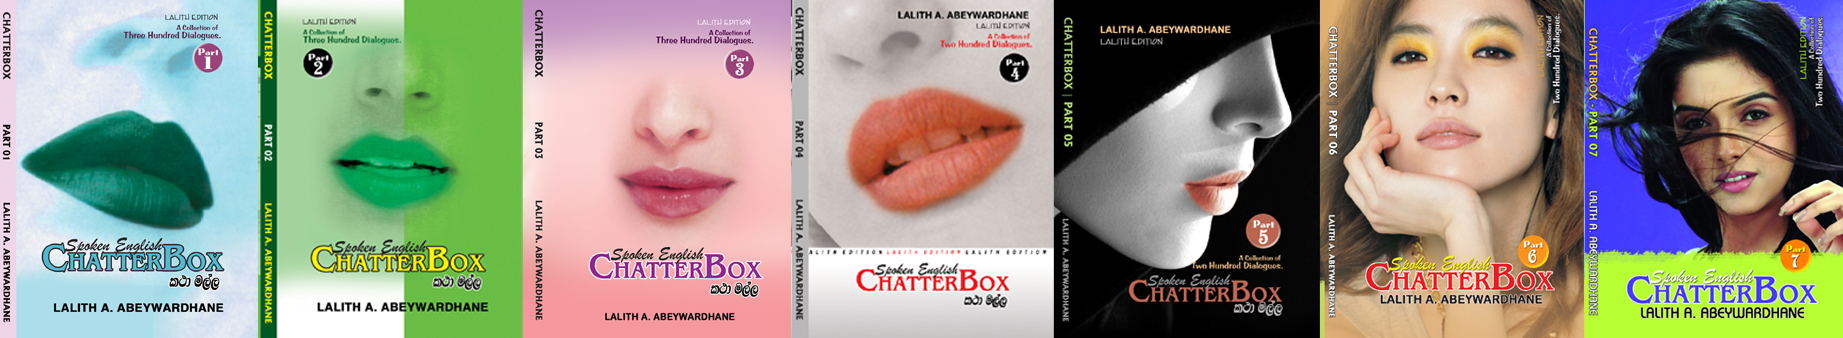 CHATTERBOX
PART 01
LALITH A. ABEYWARDHANE
LALITH EDITION
A Collection of
Three Hundred Dialogues.
Part
1
Spoken English
CHATTERBOX
කථා මල්ල
LALITH A. ABEYWARDHANE
CHATTERBOX
PART 02
LALITH A. ABEYWARDHANE
LALITH EDITION
A Collection of
Three Hundred Dialogues.
Part
2
Spoken English
CHATTERBOX
කථා මල්ල
LALITH A. ABEYWARDHANE
CHATTERBOX
PART 03
LALITH A. ABEYWARDHANE
LALITH EDITION
A Collection of
Three Hundred Dialogues.
Part
3
Spoken English
CHATTERBOX
කථා මල්ල
LALITH A. ABEYWARDHANE
CHATTERBOX
PART 04
LALITH A. ABEYWARDHANE
LALITH A. ABEYWARDHANE
LALITH EDITION
A Collection of
Two Hundred Dialogues.
Part
4
ALITH EDITION LALITH EDITION LALITH EDITION
Spoken English
CHATTERBOX
කථා මල්ල
CHATTERBOX | PART 05
LALITH A. ABEYWARDHANE
LALITH A. ABEYWARDHANE
LALITH EDITION
Part
5
A Collection of
Two Hundred Dialogues.
Spoken English
CHATTERBOX
කථා මල්ල
CHATTERBOX | PART 06
LALITH A. ABEYWARDHANE
LALITH EDITION
A Collection of
Two Hundred Dialogues.
Part
6
Spoken English
CHATTERBOX
LALITH A. ABEYWARDHANE
CHATTERBOX - PART 07
LALITH A. ABEYWARDHANE
LALITH EDITION
A Collection of
Two Hundred Dialogues.
Part
7
Spoken English
CHATTERBOX
LALITH A. ABEYWARDHANE